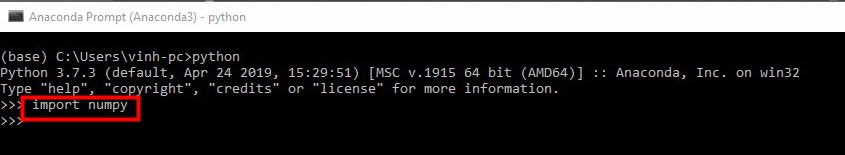 Anaconda Prompt (Anaconda3) - python
(base) C:\Users\vinh-pc>python
Python 3.7.3 (default, Apr 24 2019, 15:29:51) [MSC v.1915 64 bit (AMD64)] :: Anaconda, Inc. on win32
Type "help", "copyright", "credits" or "license" for more information.
>>> import numpy
>>>